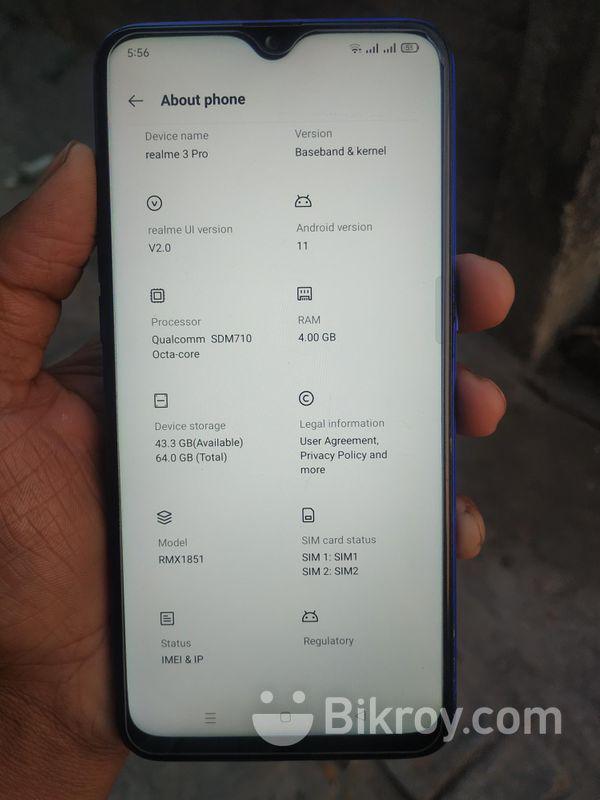 5:56
51
About phone
Device name
realme 3 Pro
Version
Baseband & kernel
realme UI version
V2.0
Android version
11
Processor
Qualcomm SDM710
Octa-core
RAM
4.00 GB
Device storage
43.3 GB(Available)
64.0 GB (Total)
Legal information
User Agreement,
Privacy Policy and
more
Model
RMX1851
SIM card status
SIM 1: SIM1
SIM 2: SIM2
Status
IMEI & IP
Regulatory
Bikroy.com